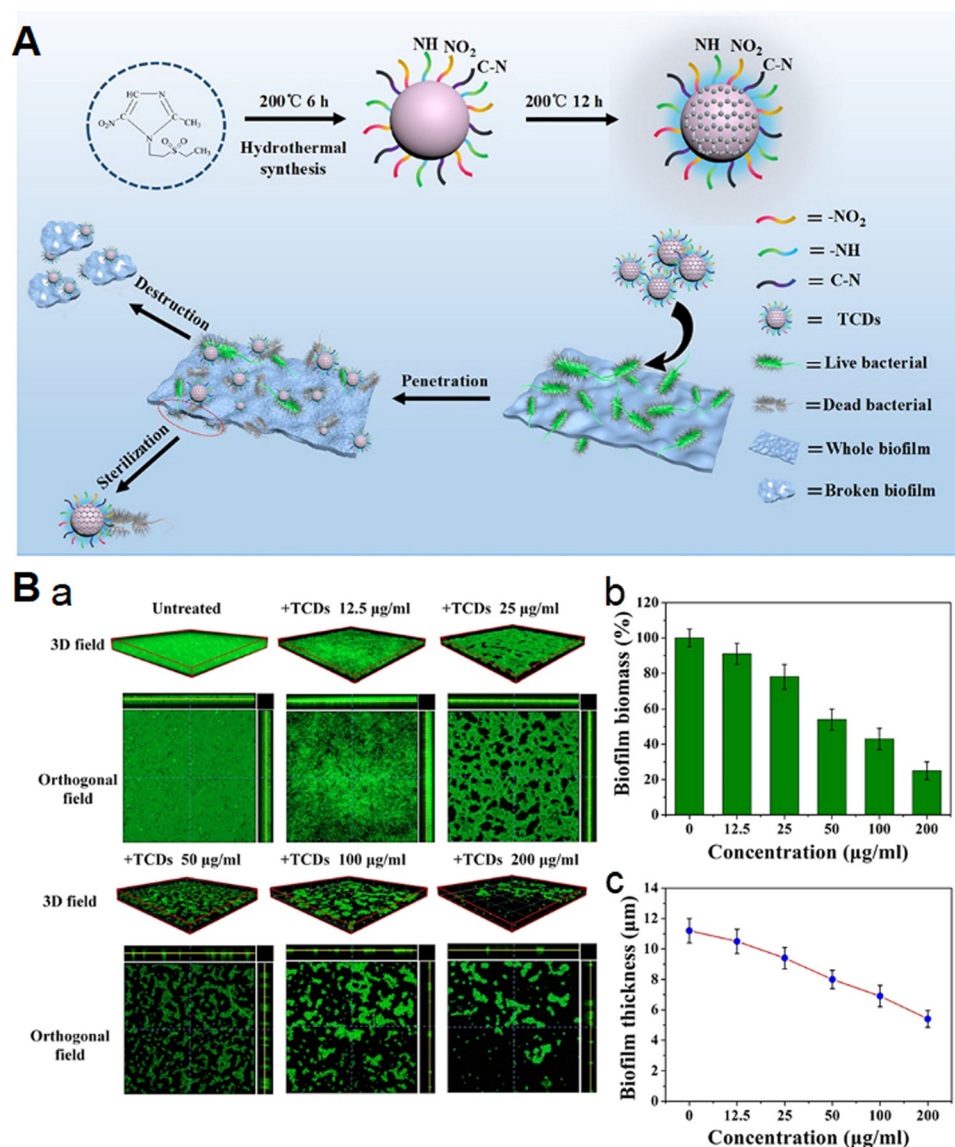 A
NH
NO₂
C-N
200℃ 6 h
Hydrothermal
synthesis
200℃ 12 h
NH
NO₂
C-N
HC
N
O₂N
C
C
CH₃
N
O
O
S
CH₃
= -NO₂
= -NH
= C-N
= TCDs
= Live bacterial
= Dead bacterial
= Whole biofilm
= Broken biofilm
Destruction
Penetration
Sterilization
B
a
Untreated
+TCDs 12.5 μg/ml
+TCDs 25 μg/ml
3D field
Orthogonal
field
+TCDs 50 μg/ml
+TCDs 100 μg/ml
+TCDs 200 μg/ml
3D field
Orthogonal
field
b
Biofilm biomass (%)
120
100
80
60
40
20
0
0 12.5 25 50 100 200
Concentration (μg/ml)
c
Biofilm thickness (μm)
14
12
10
8
6
4
2
0
0 12.5 25 50 100 200
Concentration (μg/ml)